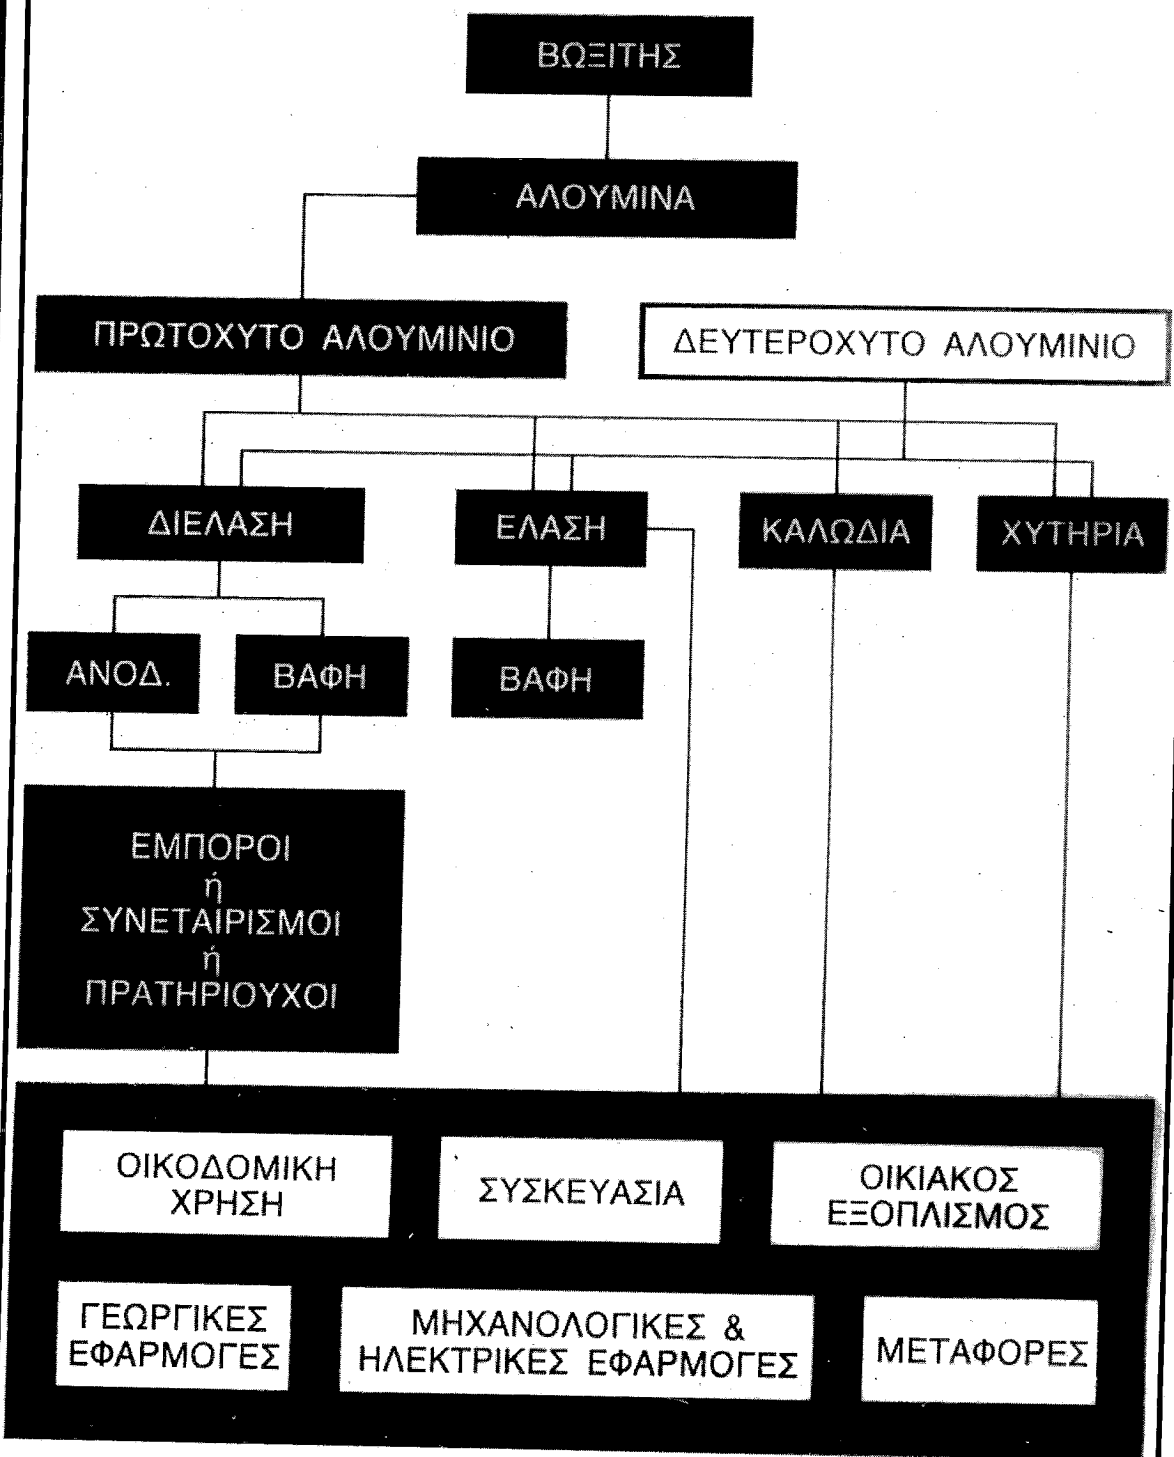 ΒΩΞΙΤΗΣ
ΑΛΟΥΜΙΝΑ
ΠΡΩΤΟΧΥΤΟ ΑΛΟΥΜΙΝΙΟ
ΔΕΥΤΕΡΟΧΥΤΟ ΑΛΟΥΜΙΝΙΟ
ΔΙΕΛΑΣΗ
ΕΛΑΣΗ
ΚΑΛΩΔΙΑ
ΧΥΤΗΡΙΑ
ΑΝΟΔ.
ΒΑΦΗ
ΒΑΦΗ
ΕΜΠΟΡΟΙ
ή
ΣΥΝΕΤΑΙΡΙΣΜΟΙ
ή
ΠΡΑΤΗΡΙΟΥΧΟΙ
ΟΙΚΟΔΟΜΙΚΗ
ΧΡΗΣΗ
ΣΥΣΚΕΥΑΣΙΑ
ΟΙΚΙΑΚΟΣ
ΕΞΟΠΛΙΣΜΟΣ
ΓΕΩΡΓΙΚΕΣ
ΕΦΑΡΜΟΓΕΣ
ΜΗΧΑΝΟΛΟΓΙΚΕΣ &
ΗΛΕΚΤΡΙΚΕΣ ΕΦΑΡΜΟΓΕΣ
ΜΕΤΑΦΟΡΕΣ